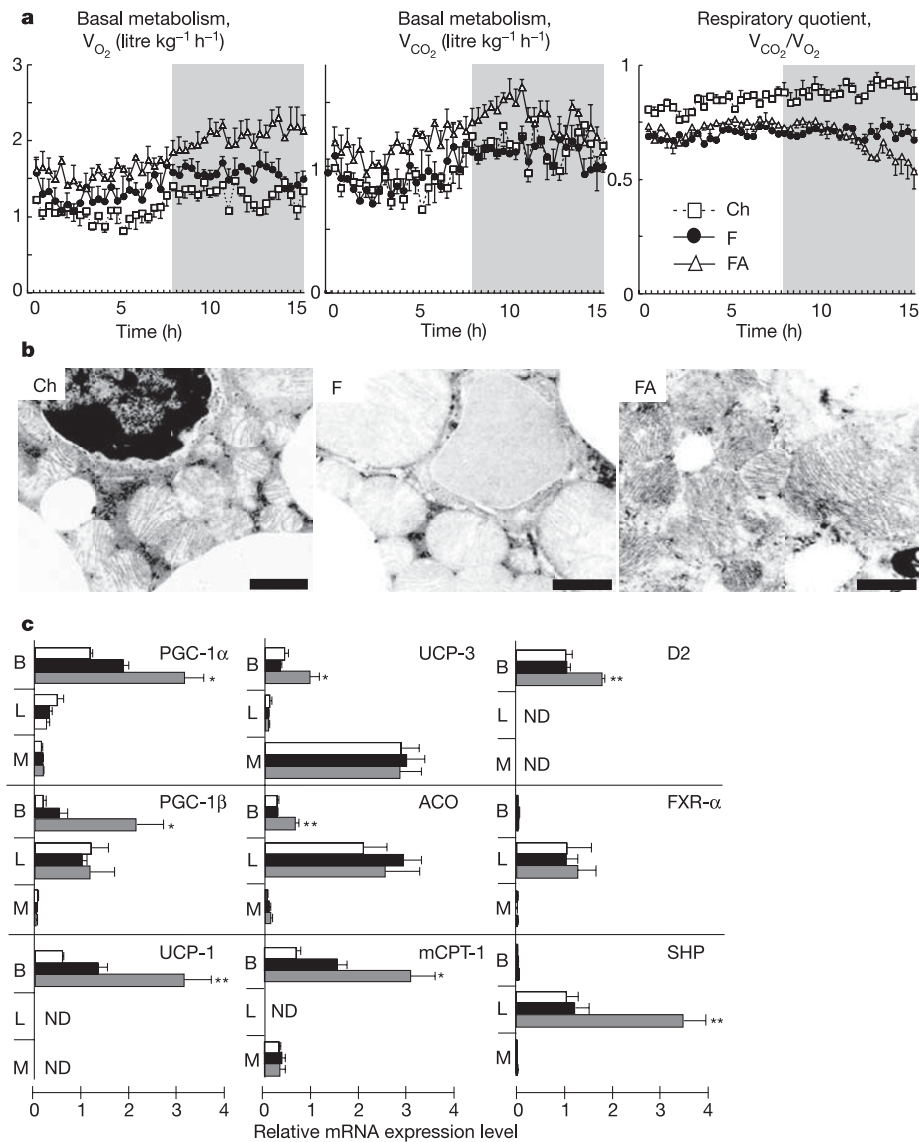 a
Basal metabolism,
V_O2 (litre kg⁻¹ h⁻¹)
Basal metabolism,
V_CO2 (litre kg⁻¹ h⁻¹)
Respiratory quotient,
V_CO2/V_O2
3
2
1
0
0 5 10 15
Time (h)
1
0
0 5 10 15
Time (h)
1
0.5
0
Ch
F
FA
0 5 10 15
Time (h)
b
Ch
F
FA
c
B
L
M
PGC-1α
B
L
M
UCP-3
B
L ND
M ND
D2
B
L
M
PGC-1β
B
L
M
ACO
B
L
M
FXR-α
B
L ND
M ND
UCP-1
B
L ND
M
mCPT-1
B
L
M
SHP
*
*
**
*
**
**
*
**
0 1 2 3 4
0 1 2 3 4
0 1 2 3 4
Relative mRNA expression level